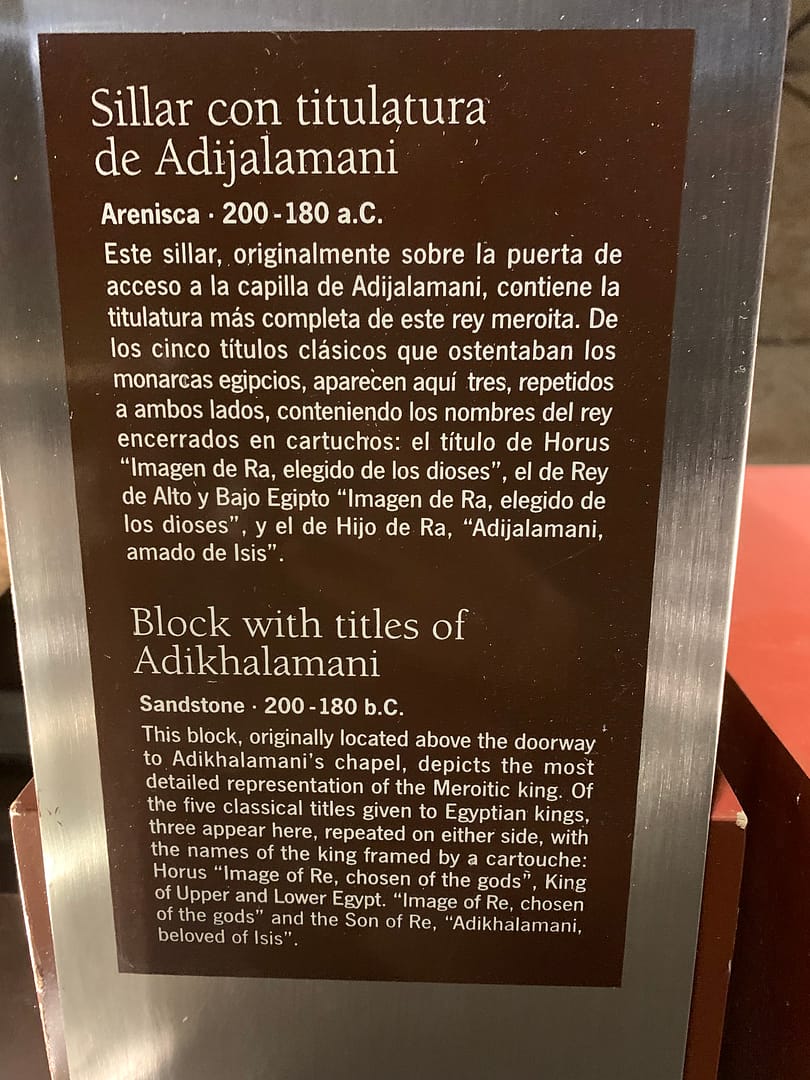 Sillar con titulatura
de Adijalamani
Arenisca · 200-180 a.C.
Este sillar, originalmente sobre la puerta de
acceso a la capilla de Adijalamani, contiene la
titulatura más completa de este rey meroita. De
los cinco títulos clásicos que ostentaban los
monarcas egipcios, aparecen aquí tres, repetidos
a ambos lados, conteniendo los nombres del rey
encerrados en cartuchos: el título de Horus
“Imagen de Ra, elegido de los dioses”, el de Rey
de Alto y Bajo Egipto “Imagen de Ra, elegido de
los dioses”, y el de Hijo de Ra, “Adijalamani,
amado de Isis”.
Block with titles of
Adikhalamani
Sandstone · 200-180 b.C.
This block, originally located above the doorway
to Adikhalamani’s chapel, depicts the most
detailed representation of the Meroitic king. Of
the five classical titles given to Egyptian kings,
three appear here, repeated on either side, with
the names of the king framed by a cartouche:
Horus “Image of Re, chosen of the gods”, King
of Upper and Lower Egypt. “Image of Re, chosen
of the gods” and the Son of Re, “Adikhalamani,
beloved of Isis”.